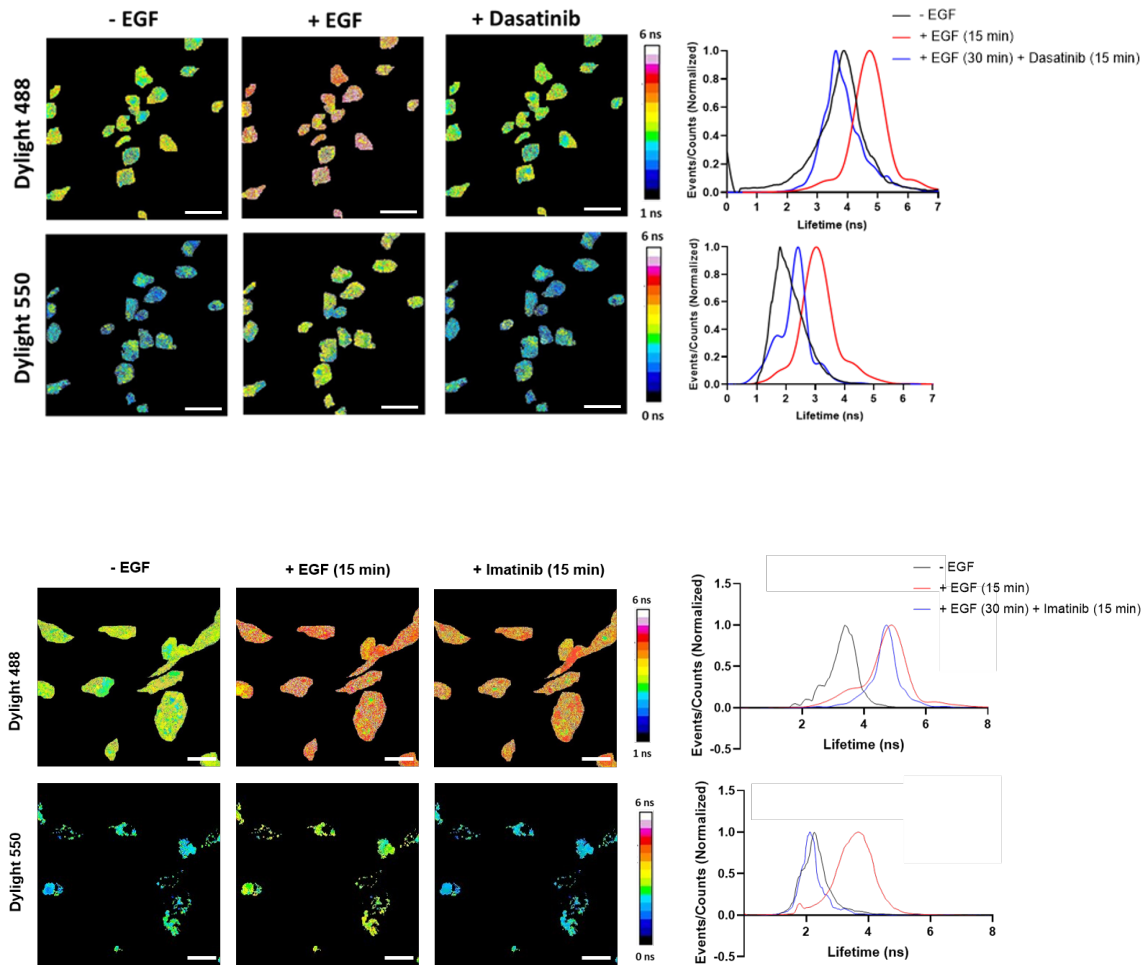 - EGF
+ EGF
+ Dasatinib
Dylight 488
6 ns
1 ns
- EGF
+ EGF (15 min)
+ EGF (30 min) + Dasatinib (15 min)
Events/Counts (Normalized)
1.0
0.8
0.6
0.4
0.2
0.0
0 1 2 3 4 5 6 7
Lifetime (ns)
Dylight 550
6 ns
0 ns
Events/Counts (Normalized)
1.0
0.8
0.6
0.4
0.2
0.0
0 1 2 3 4 5 6 7
Lifetime (ns)
- EGF
+ EGF (15 min)
+ Imatinib (15 min)
Dylight 488
6 ns
1 ns
- EGF
+ EGF (15 min)
+ EGF (30 min) + Imatinib (15 min)
Events/Counts (Normalized)
1.5
1.0
0.5
0.0
-0.5
2 4 6 8
Lifetime (ns)
Dylight 550
6 ns
0 ns
Events/Counts (Normalized)
1.5
1.0
0.5
0.0
-0.5
2 4 6 8
Lifetime (ns)